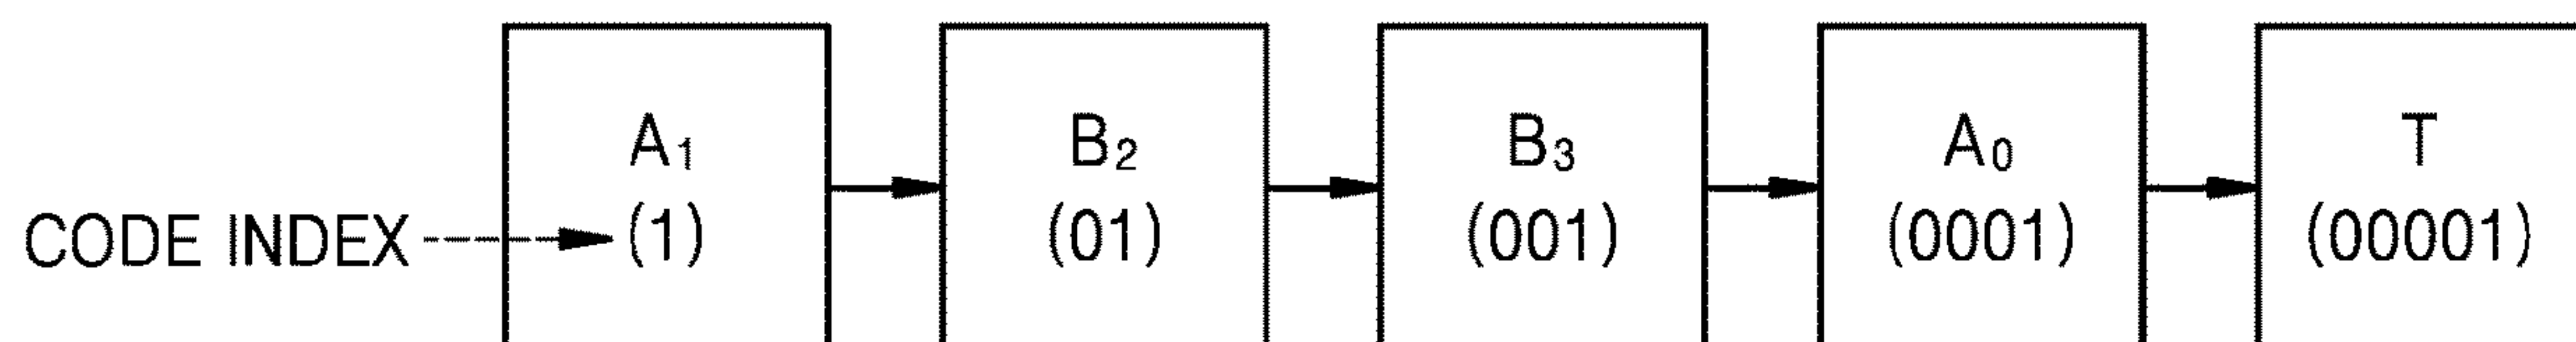 A₁ B₂ B₃ A₀ T
CODE INDEX (1) (01) (001) (0001) (00001)